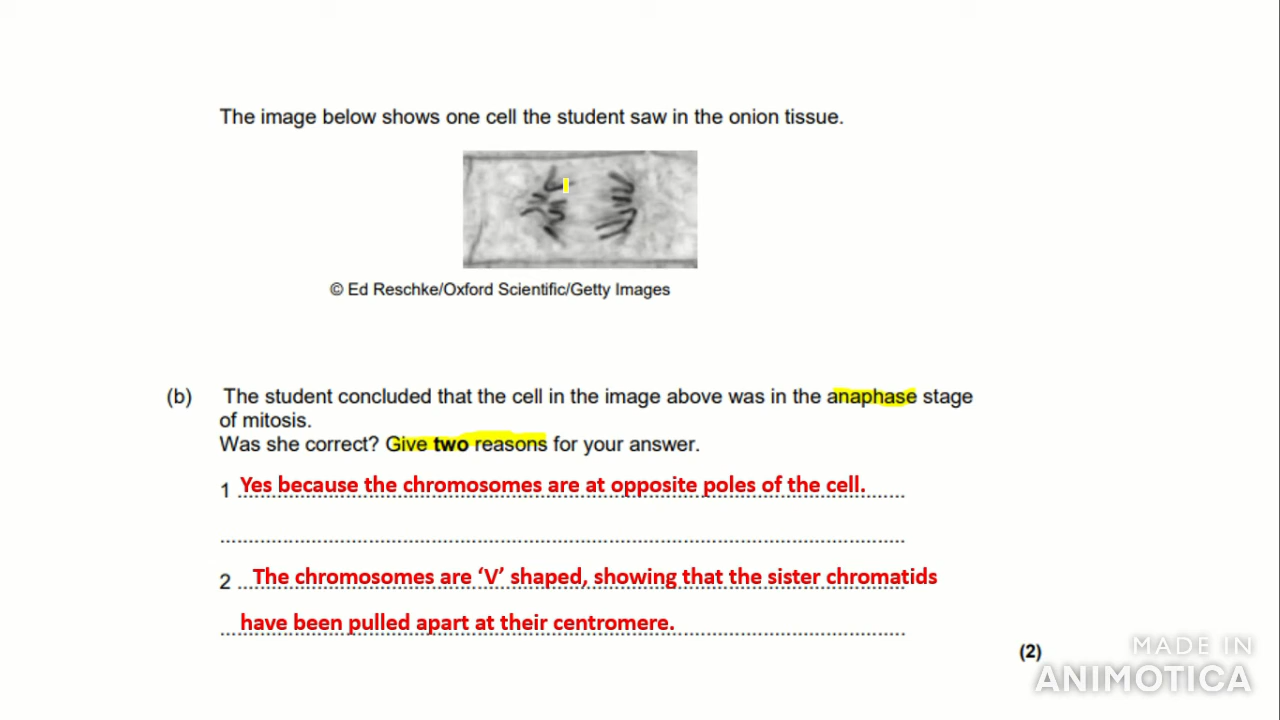 The image below shows one cell the student saw in the onion tissue.
© Ed Reschke/Oxford Scientific/Getty Images
(b) The student concluded that the cell in the image above was in the anaphase stage
of mitosis.
Was she correct? Give two reasons for your answer.
1 Yes because the chromosomes are at opposite poles of the cell.
2 The chromosomes are ‘V’ shaped, showing that the sister chromatids
have been pulled apart at their centromere.
(2)
MADE IN
ANIMOTICA